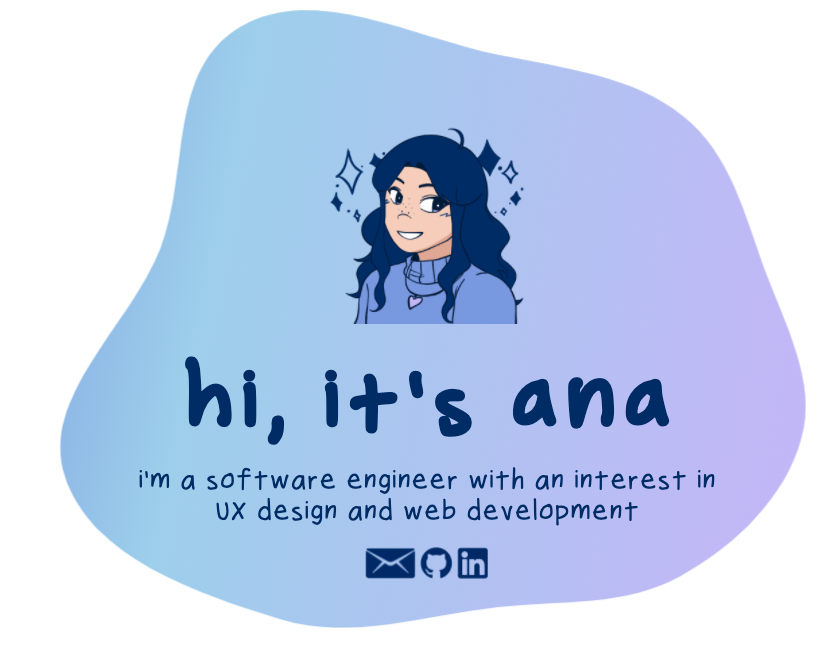 hi, it's ana
i'm a software engineer with an interest in
UX design and web development
in